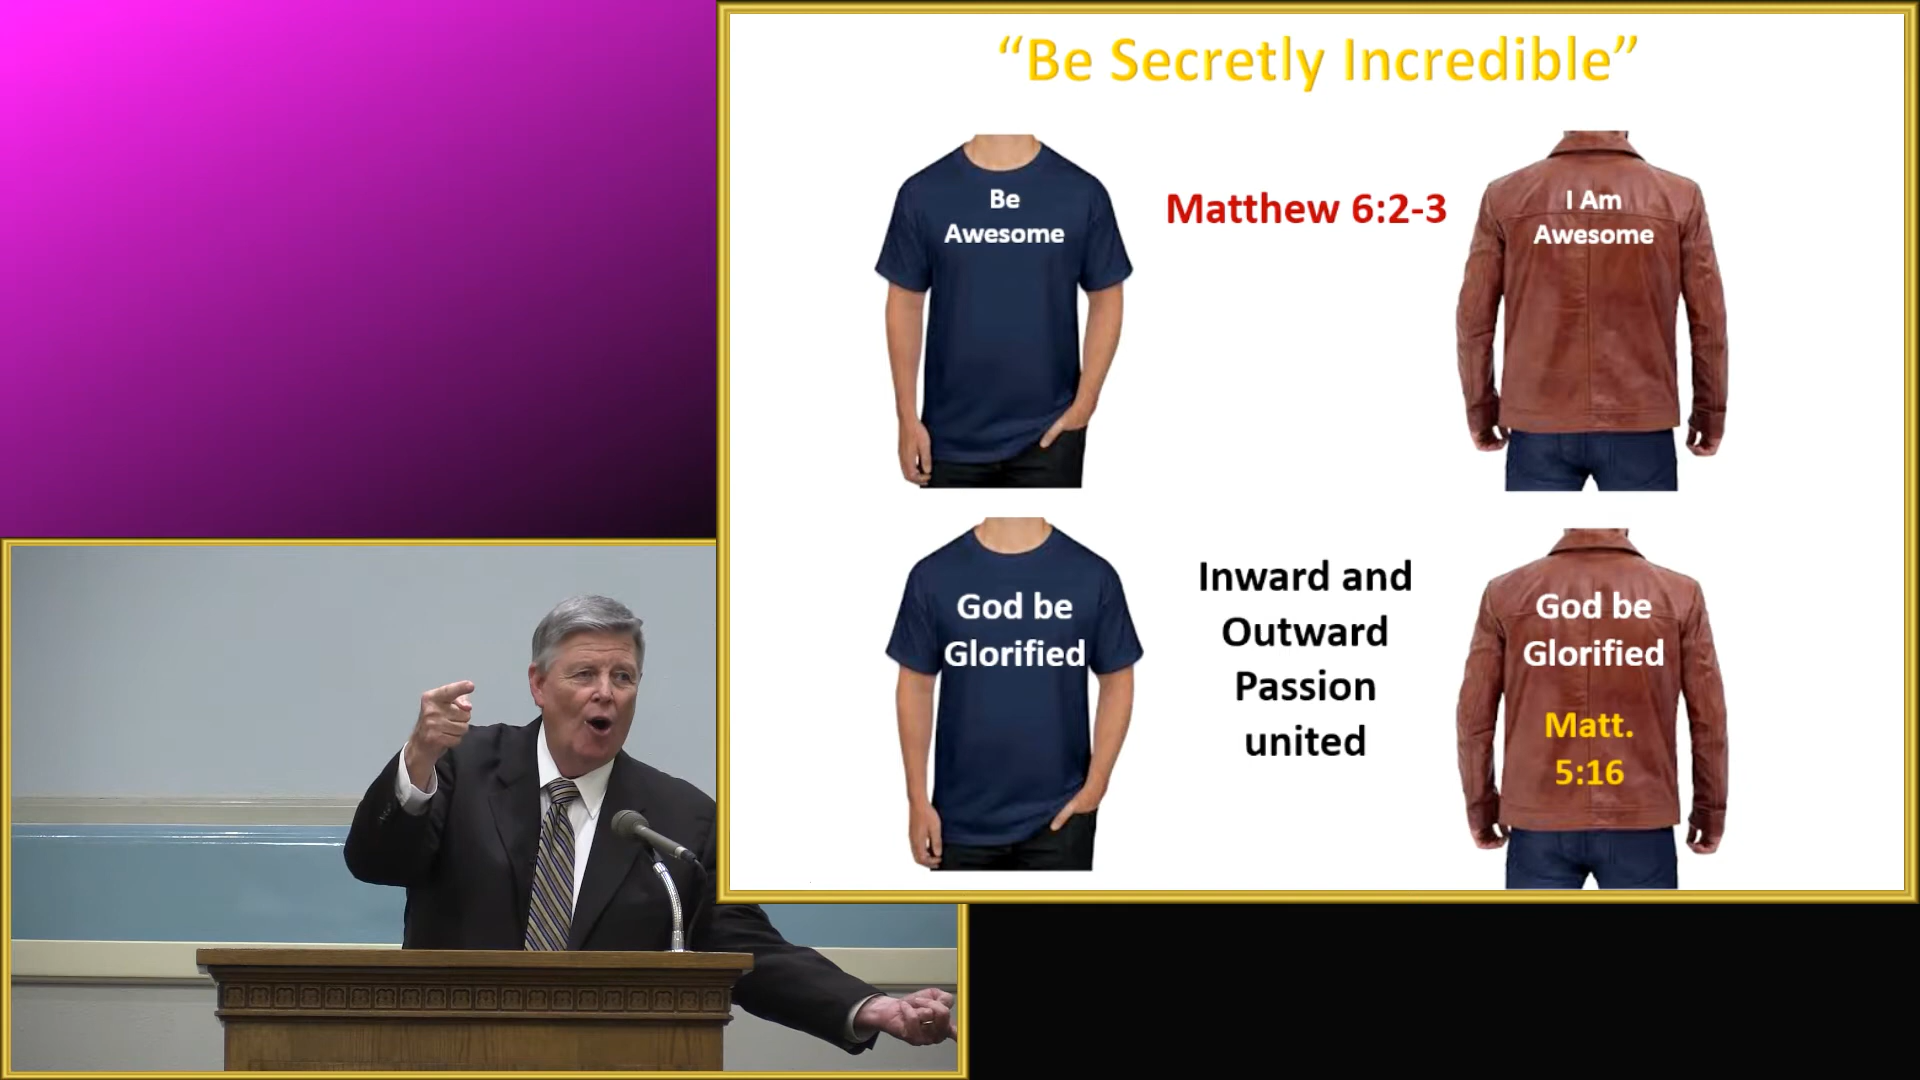 “Be Secretly Incredible”
Be
Awesome
Matthew 6:2-3
I Am
Awesome
God be
Glorified
Inward and
Outward
Passion
united
God be
Glorified
Matt.
5:16